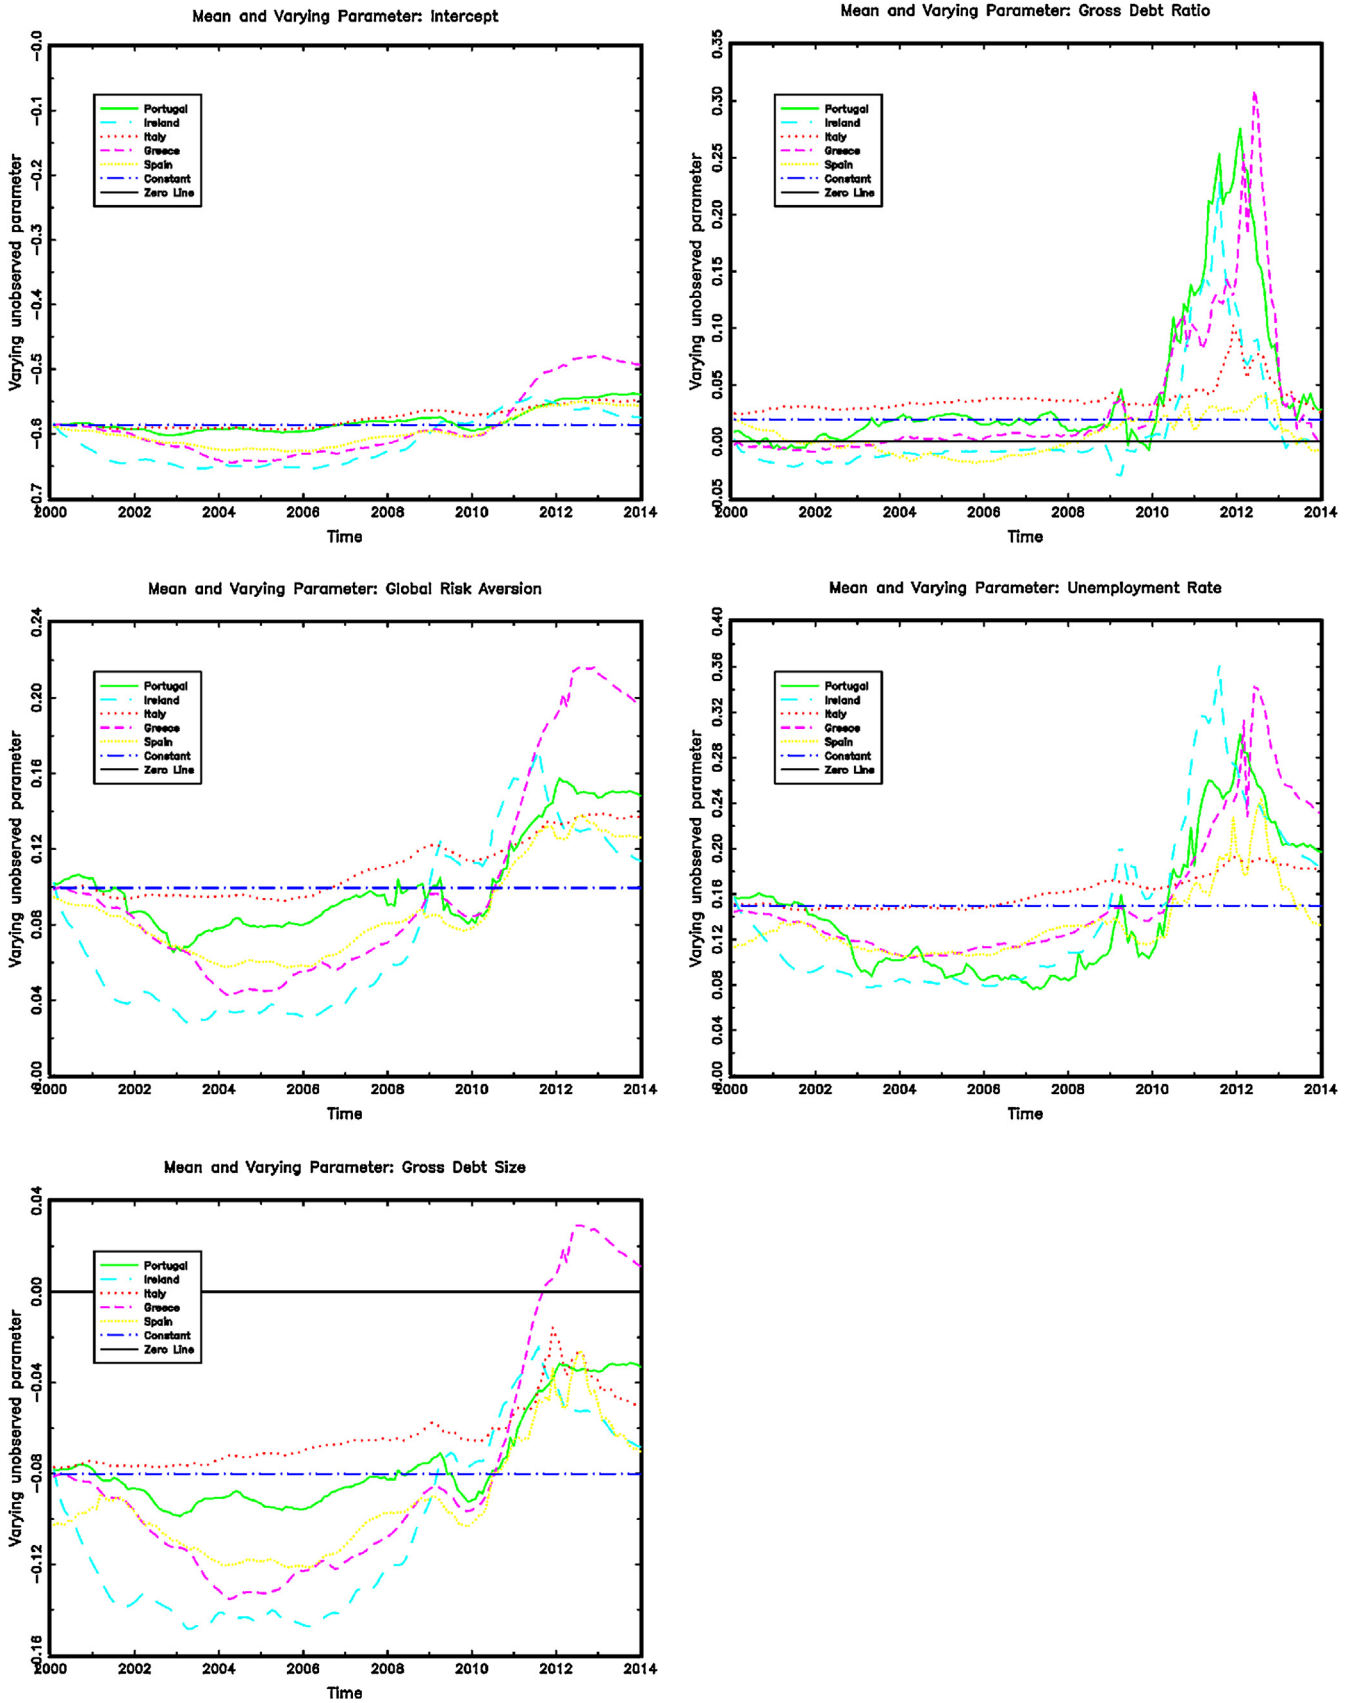 Mean and Varying Parameter: Intercept
Varying unobserved parameter
-0.0
-0.1
-0.2
-0.3
-0.4
-0.5
-0.6
-0.7
Portugal
Ireland
Italy
Greece
Spain
Constant
Zero Line
2000 2002 2004 2006 2008 2010 2012 2014
Time
Mean and Varying Parameter: Gross Debt Ratio
Varying unobserved parameter
0.35
0.30
0.25
0.20
0.15
0.10
0.05
0.00
-0.05
Portugal
Ireland
Italy
Greece
Spain
Constant
Zero Line
2000 2002 2004 2006 2008 2010 2012 2014
Time
Mean and Varying Parameter: Global Risk Aversion
Varying unobserved parameter
0.24
0.20
0.16
0.12
0.08
0.04
0.00
Portugal
Ireland
Italy
Greece
Spain
Constant
Zero Line
2000 2002 2004 2006 2008 2010 2012 2014
Time
Mean and Varying Parameter: Unemployment Rate
Varying unobserved parameter
0.40
0.36
0.32
0.28
0.24
0.20
0.16
0.12
0.08
0.04
0.00
Portugal
Ireland
Italy
Greece
Spain
Constant
Zero Line
2000 2002 2004 2006 2008 2010 2012 2014
Time
Mean and Varying Parameter: Gross Debt Size
Varying unobserved parameter
0.04
0.00
-0.04
-0.08
-0.12
-0.16
Portugal
Ireland
Italy
Greece
Spain
Constant
Zero Line
2000 2002 2004 2006 2008 2010 2012 2014
Time